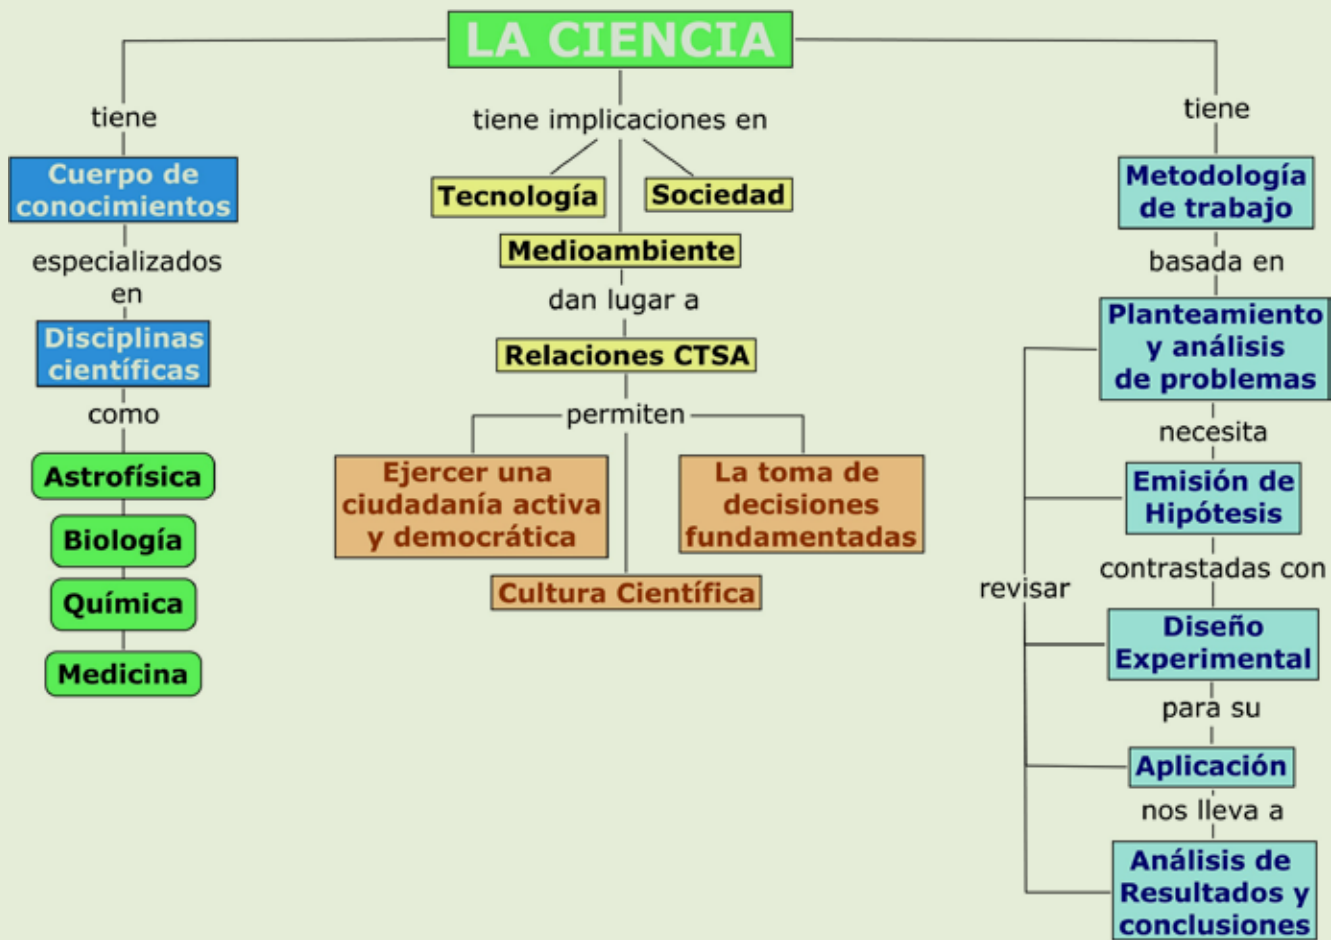 LA CIENCIA
tiene
Cuerpo de
conocimientos
especializados
en
Disciplinas
científicas
como
Astrofísica
Biología
Química
Medicina
tiene implicaciones en
Tecnología
Sociedad
Medioambiente
dan lugar a
Relaciones CTSA
permiten
Ejercer una
ciudadanía activa
y democrática
La toma de
decisiones
fundamentadas
Cultura Científica
tiene
Metodología
de trabajo
basada en
Planteamiento
y análisis
de problemas
necesita
Emisión de
Hipótesis
contrastadas con
revisar
Diseño
Experimental
para su
Aplicación
nos lleva a
Análisis de
Resultados y
conclusiones